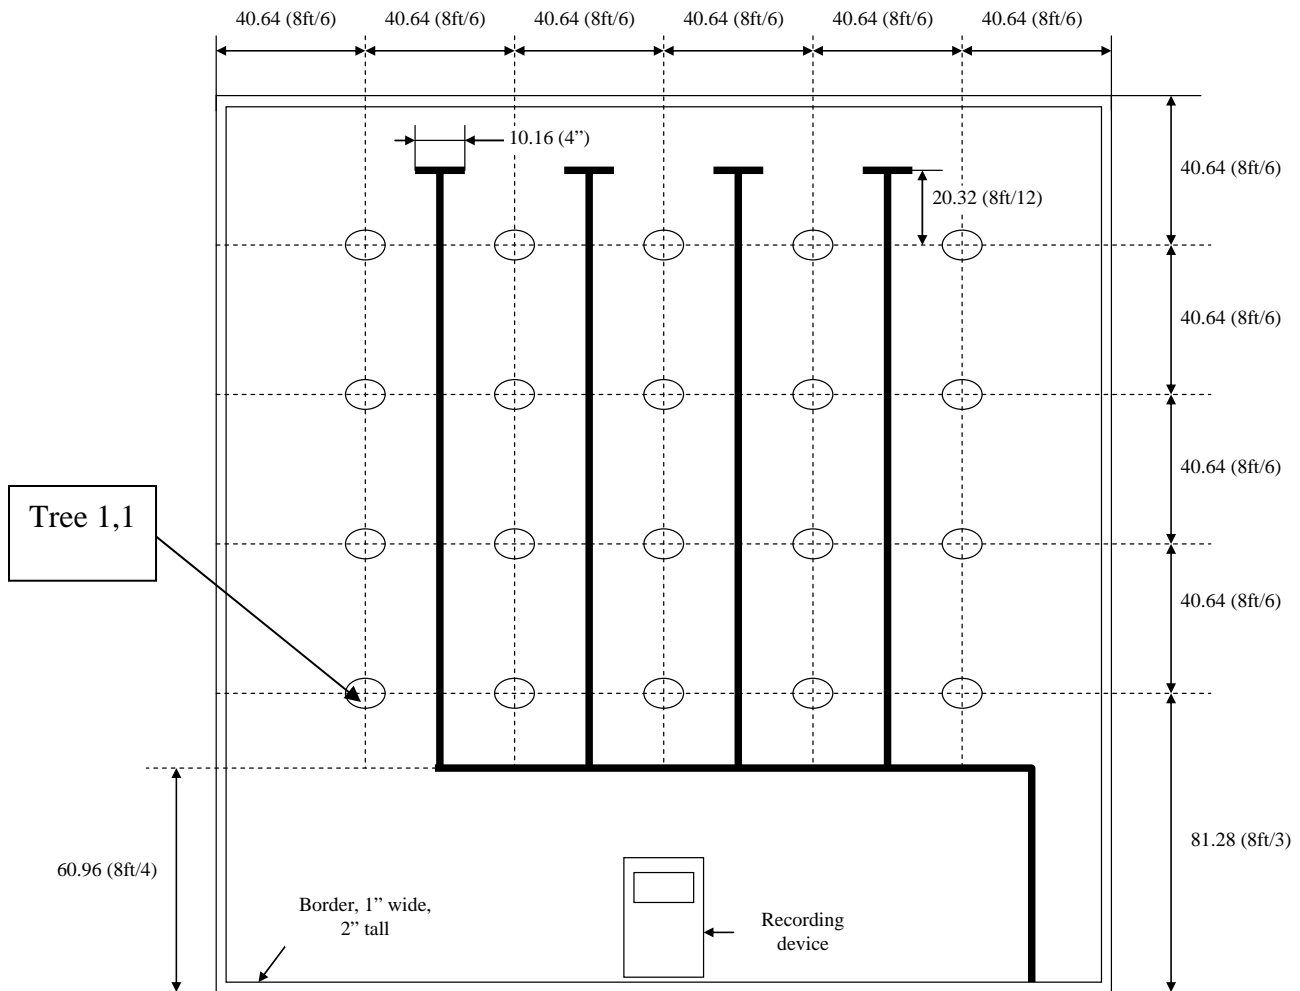 40.64 (8ft/6)
40.64 (8ft/6)
40.64 (8ft/6)
40.64 (8ft/6)
40.64 (8ft/6)
40.64 (8ft/6)
10.16 (4”)
40.64 (8ft/6)
20.32 (8ft/12)
40.64 (8ft/6)
40.64 (8ft/6)
Tree 1,1
40.64 (8ft/6)
81.28 (8ft/3)
60.96 (8ft/4)
Border, 1” wide,
2” tall
Recording
device